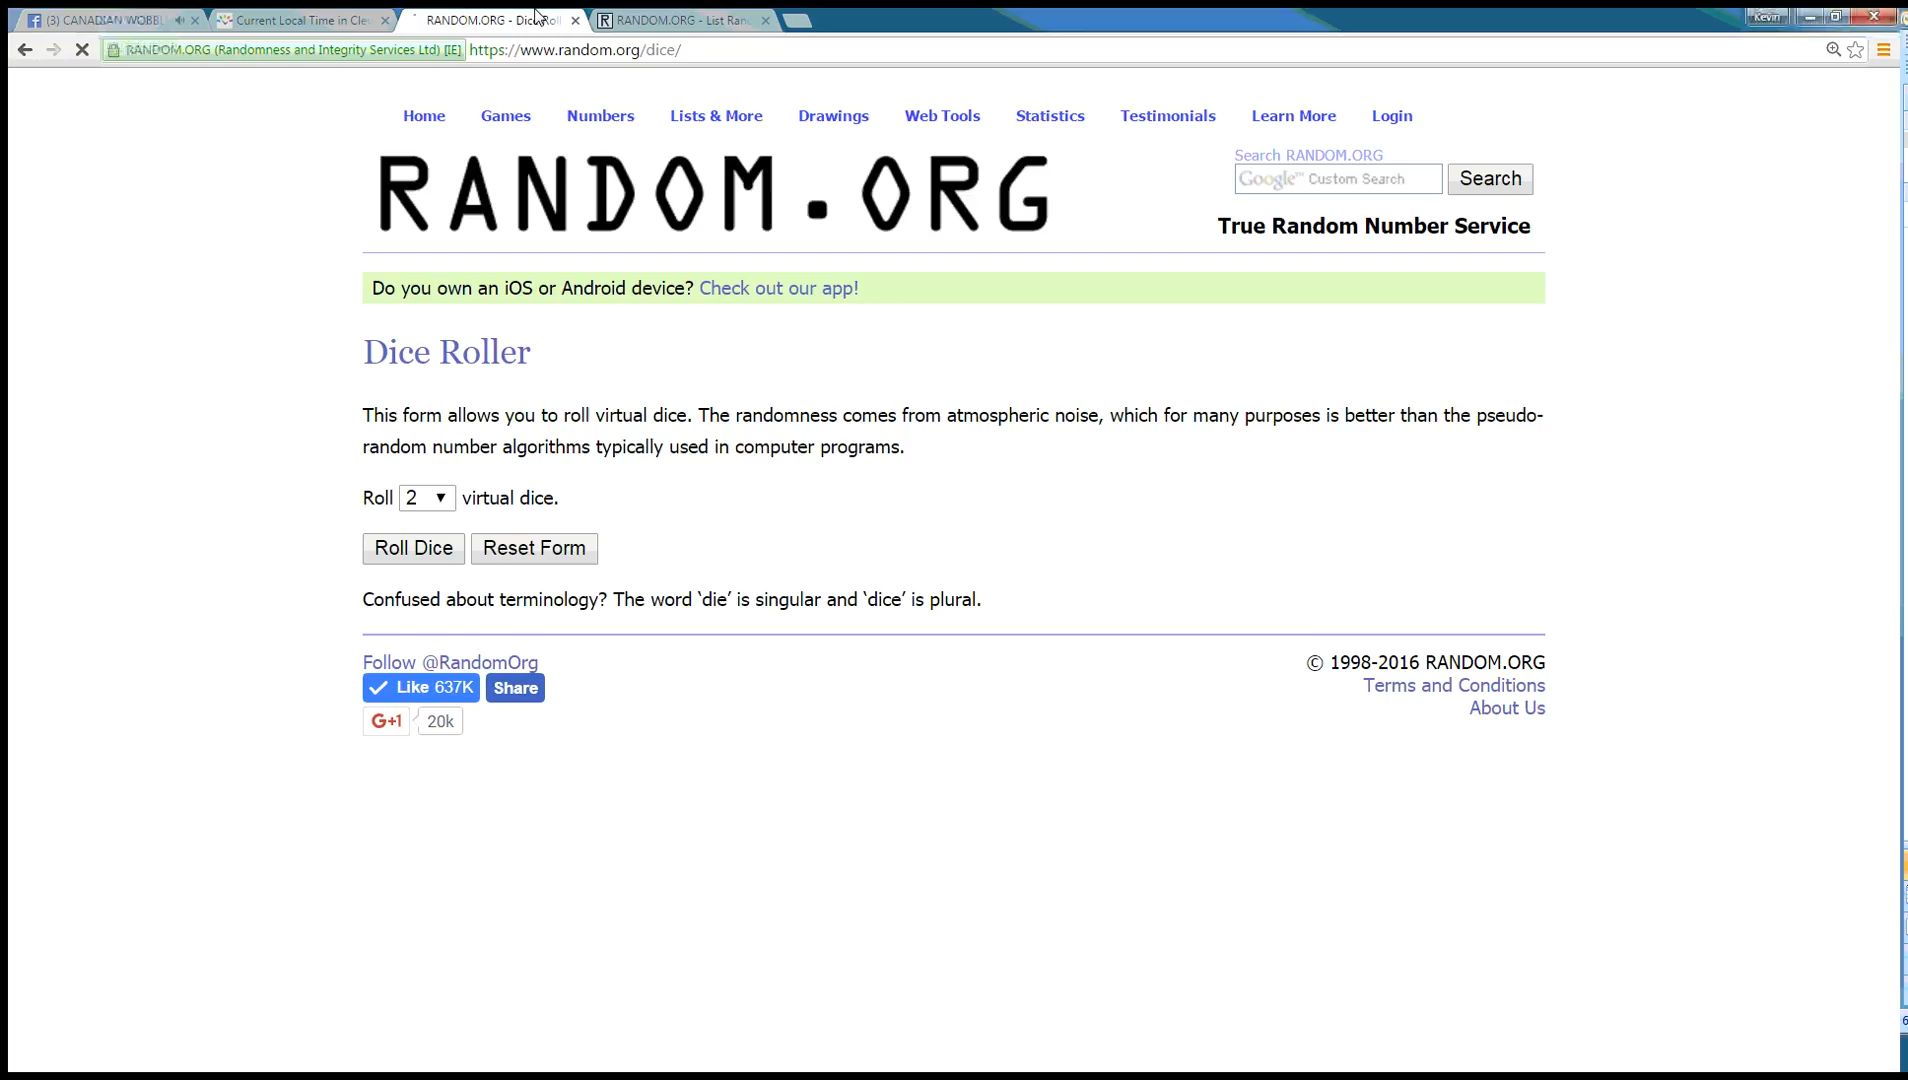 (3) CANADIAN WOBBL
Current Local Time in Clev
RANDOM.ORG - Dice Roll
RANDOM.ORG - List Ran
Kevin
RANDOM.ORG (Randomness and Integrity Services Ltd) [IE] https://www.random.org/dice/
Home Games Numbers Lists & More Drawings Web Tools Statistics Testimonials Learn More Login
RANDOM.ORG
Search RANDOM.ORG
Google™ Custom Search Search
True Random Number Service
Do you own an iOS or Android device? Check out our app!
Dice Roller
This form allows you to roll virtual dice. The randomness comes from atmospheric noise, which for many purposes is better than the pseudo-
random number algorithms typically used in computer programs.
Roll 2 virtual dice.
Roll Dice Reset Form
Confused about terminology? The word ‘die’ is singular and ‘dice’ is plural.
Follow @RandomOrg
Like 637K Share
G+1 20k
© 1998-2016 RANDOM.ORG
Terms and Conditions
About Us